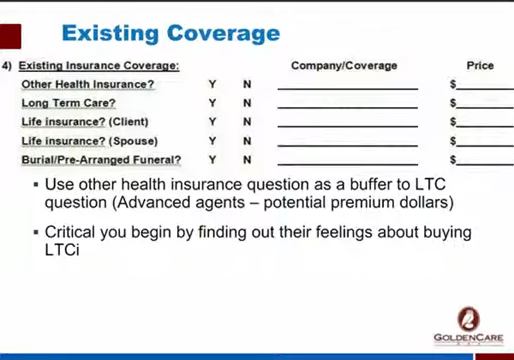 Existing Coverage
4) Existing Insurance Coverage: Company/Coverage Price
Other Health Insurance? Y N $
Long Term Care? Y N $
Life insurance? (Client) Y N $
Life insurance? (Spouse) Y N $
Burial/Pre-Arranged Funeral? Y N $
▪ Use other health insurance question as a buffer to LTC
question (Advanced agents – potential premium dollars)
▪ Critical you begin by finding out their feelings about buying
LTCi
GOLDENCARE